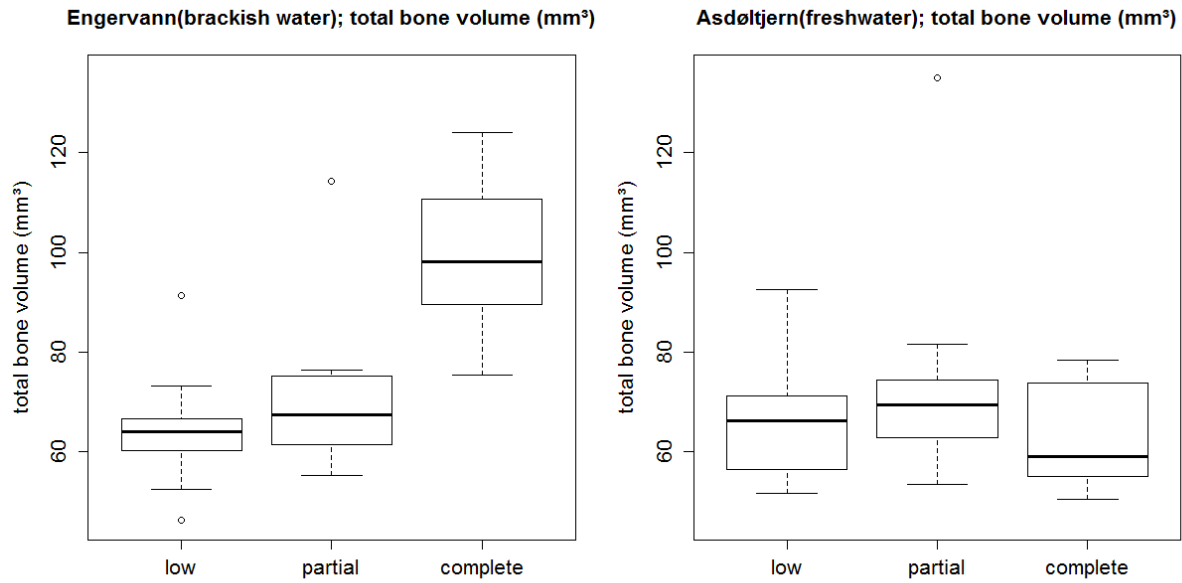 Engervann(brackish water); total bone volume (mm³)
total bone volume (mm³)
120
100
80
60
low partial complete
Asdøltjern(freshwater); total bone volume (mm³)
total bone volume (mm³)
120
100
80
60
low partial complete